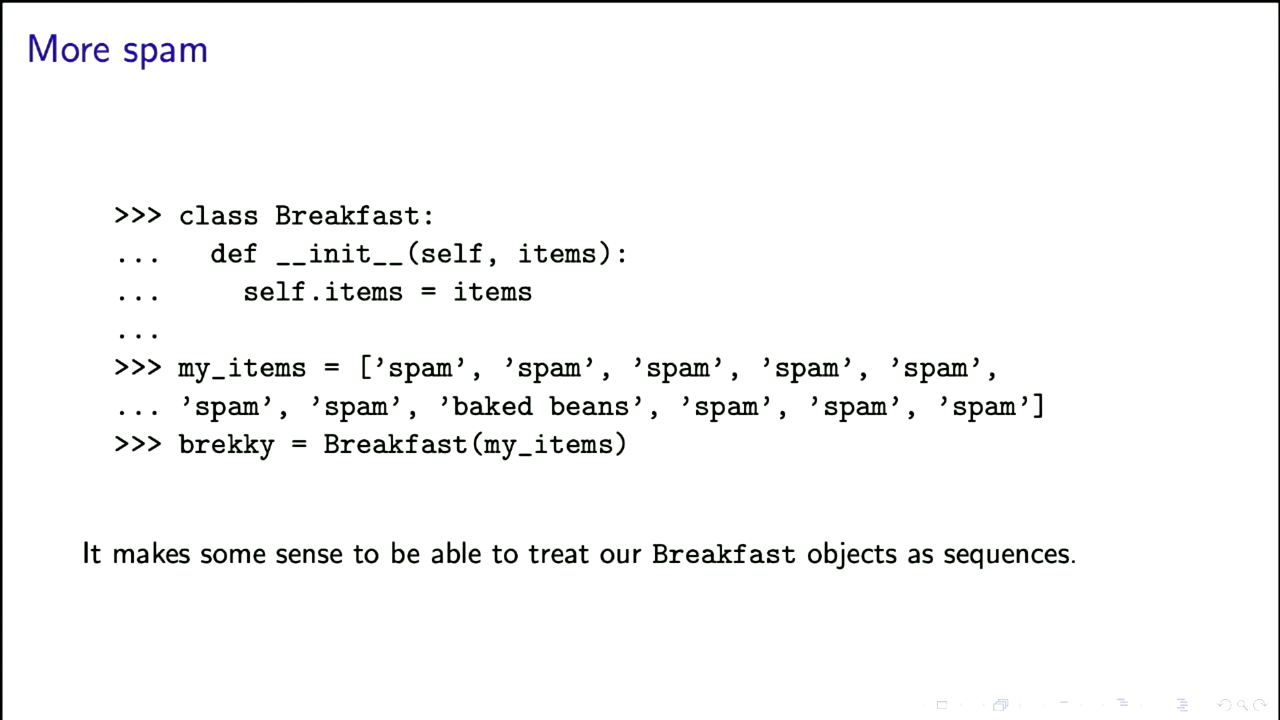 More spam
>>> class Breakfast:
...   def __init__(self, items):
...     self.items = items
...
>>> my_items = [’spam’, ’spam’, ’spam’, ’spam’, ’spam’,
... ’spam’, ’spam’, ’baked beans’, ’spam’, ’spam’, ’spam’]
>>> brekky = Breakfast(my_items)
It makes some sense to be able to treat our Breakfast objects as sequences.